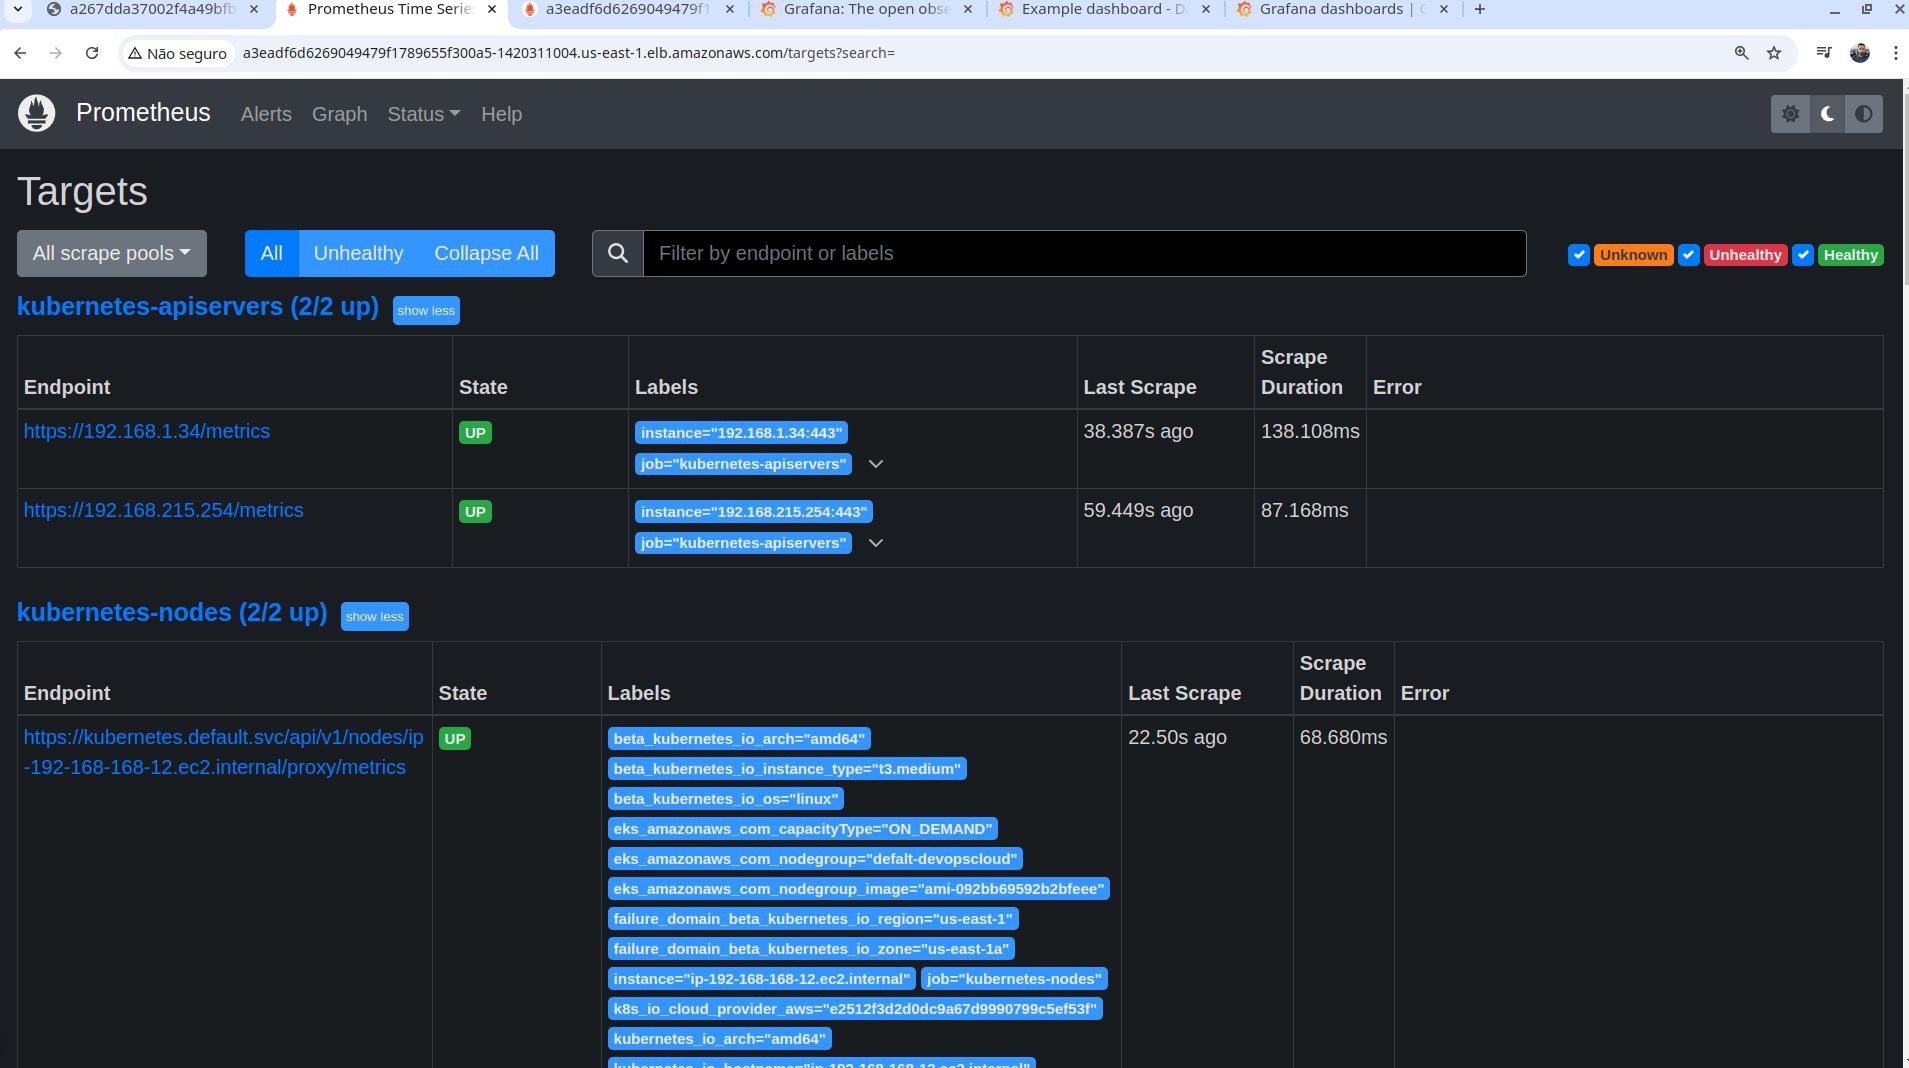 a267dda37002f4a49bfb
Prometheus Time Serie
a3eadf6d6269049479f1
Grafana: The open obse
Example dashboard - D
Grafana dashboards |
Não seguro
a3eadf6d6269049479f1789655f300a5-1420311004.us-east-1.elb.amazonaws.com/targets?search=
Prometheus Alerts Graph Status Help
Targets
All scrape pools All Unhealthy Collapse All Filter by endpoint or labels Unknown Unhealthy Healthy
kubernetes-apiservers (2/2 up) show less
Scrape
Endpoint State Labels Last Scrape Duration Error
https://192.168.1.34/metrics UP instance="192.168.1.34:443" 38.387s ago 138.108ms
job="kubernetes-apiservers"
https://192.168.215.254/metrics UP instance="192.168.215.254:443" 59.449s ago 87.168ms
job="kubernetes-apiservers"
kubernetes-nodes (2/2 up) show less
Scrape
Endpoint State Labels Last Scrape Duration Error
https://kubernetes.default.svc/api/v1/nodes/ip UP beta_kubernetes_io_arch="amd64" 22.50s ago 68.680ms
-192-168-168-12.ec2.internal/proxy/metrics
beta_kubernetes_io_instance_type="t3.medium"
beta_kubernetes_io_os="linux"
eks_amazonaws_com_capacityType="ON_DEMAND"
eks_amazonaws_com_nodegroup="defalt-devopscloud"
eks_amazonaws_com_nodegroup_image="ami-092bb69592b2bfeee"
failure_domain_beta_kubernetes_io_region="us-east-1"
failure_domain_beta_kubernetes_io_zone="us-east-1a"
instance="ip-192-168-168-12.ec2.internal" job="kubernetes-nodes"
k8s_io_cloud_provider_aws="e2512f3d2d0dc9a67d9990799c5ef53f"
kubernetes_io_arch="amd64"
kubernetes_io_hostname="ip-192-168-168-12.ec2.internal"